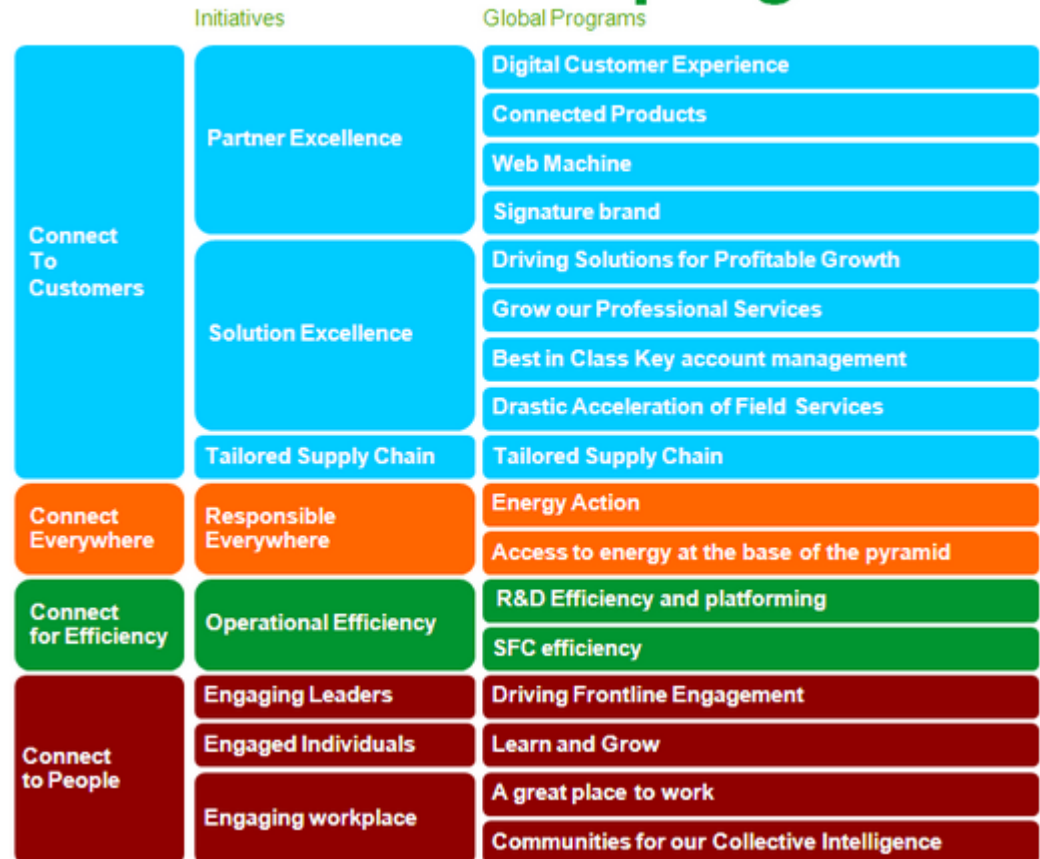 Initiatives
Global Programs
Connect
To
Customers
Partner Excellence
Digital Customer Experience
Connected Products
Web Machine
Signature brand
Solution Excellence
Driving Solutions for Profitable Growth
Grow our Professional Services
Best in Class Key account management
Drastic Acceleration of Field Services
Tailored Supply Chain
Tailored Supply Chain
Connect
Everywhere
Responsible
Everywhere
Energy Action
Access to energy at the base of the pyramid
Connect
for Efficiency
Operational Efficiency
R&D Efficiency and platforming
SFC efficiency
Connect
to People
Engaging Leaders
Driving Frontline Engagement
Engaged Individuals
Learn and Grow
Engaging workplace
A great place to work
Communities for our Collective Intelligence